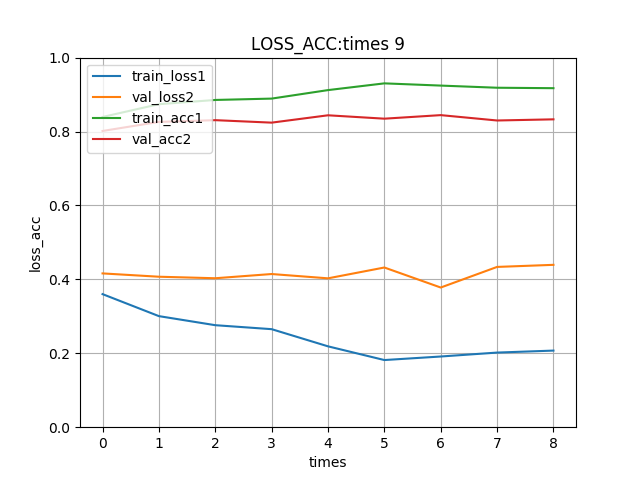 LOSS_ACC:times 9
1.0
0.8
0.6
0.4
0.2
0.0
loss_acc
train_loss1
val_loss2
train_acc1
val_acc2
0 1 2 3 4 5 6 7 8
times